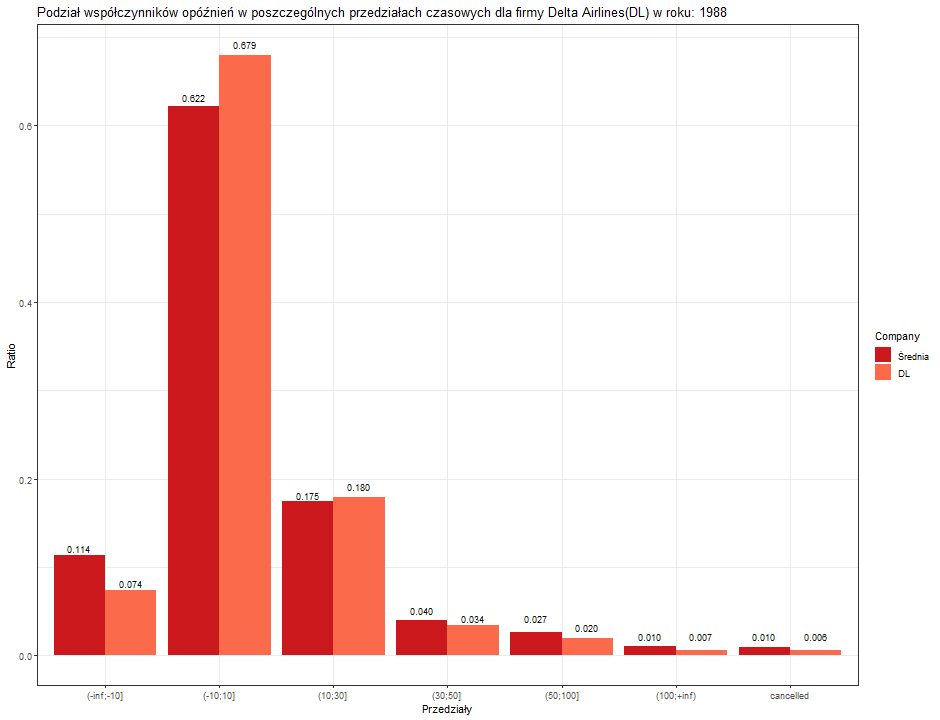 Podział współczynników opóźnień w poszczególnych przedziałach czasowych dla firmy Delta Airlines(DL) w roku: 1988
0.679
0.622
0.6
0.4
Ratio
Company
Średnia
DL
0.2
0.180
0.175
0.114
0.074
0.040
0.034
0.027
0.020
0.010
0.007
0.010
0.006
0.0
(-inf;-10]
(-10;10]
(10;30]
(30;50]
(50;100]
(100;+inf)
cancelled
Przedziały